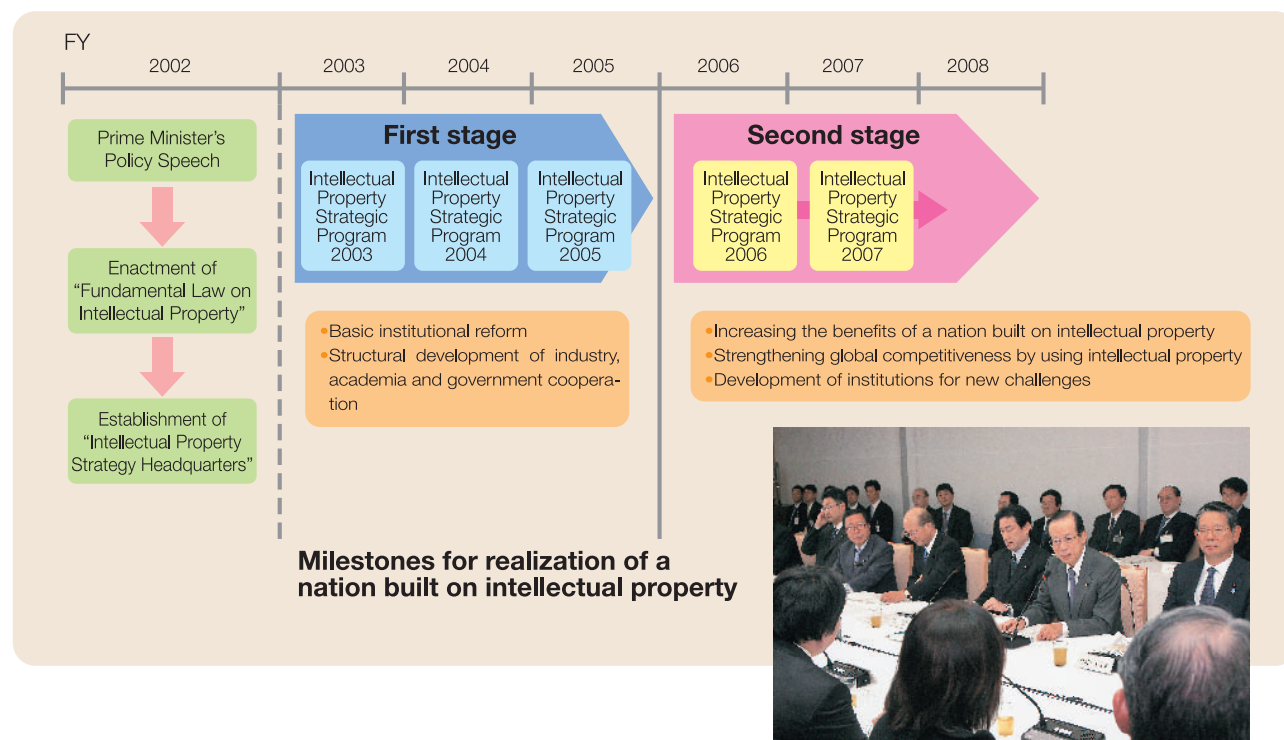 FY
2002
2003
2004
2005
2006
2007
2008
Prime Minister's
Policy Speech
Enactment of
“Fundamental Law on
Intellectual Property”
Establishment of
“Intellectual Property
Strategy Headquarters”
First stage
Intellectual
Property
Strategic
Program
2003
Intellectual
Property
Strategic
Program
2004
Intellectual
Property
Strategic
Program
2005
•Basic institutional reform
•Structural development of industry,
academia and government coopera-
tion
Second stage
Intellectual
Property
Strategic
Program
2006
Intellectual
Property
Strategic
Program
2007
•Increasing the benefits of a nation built on intellectual property
•Strengthening global competitiveness by using intellectual property
•Development of institutions for new challenges
Milestones for realization of a
nation built on intellectual property